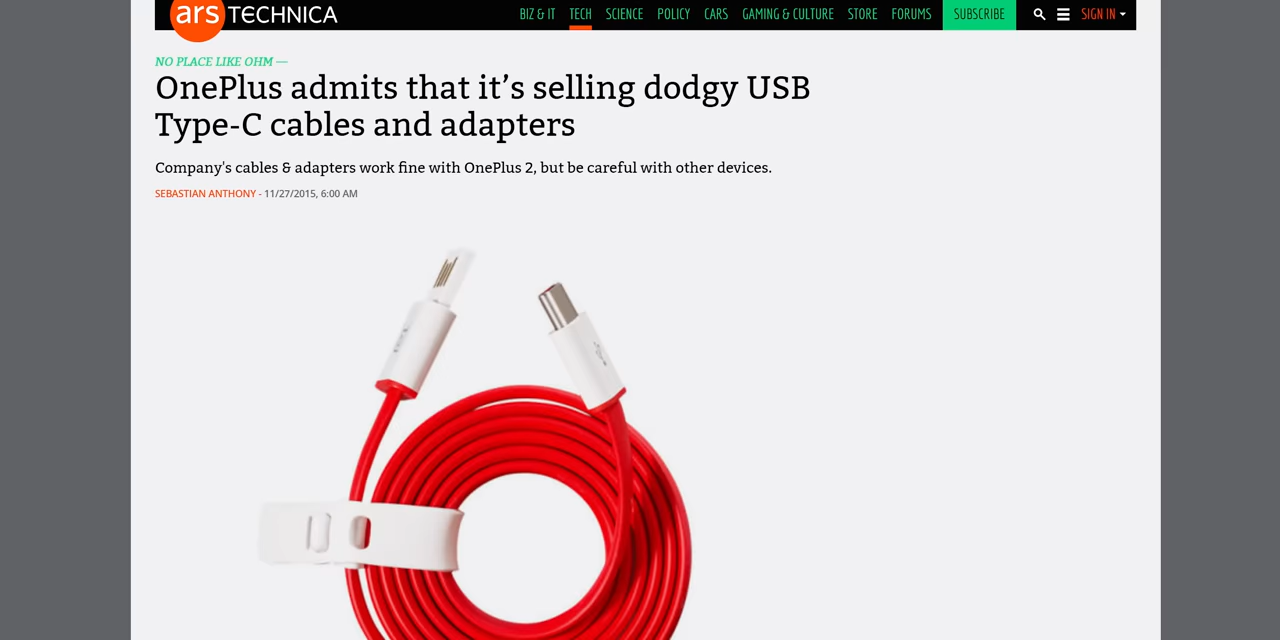 ars TECHNICA
BIZ & IT TECH SCIENCE POLICY CARS GAMING & CULTURE STORE FORUMS SUBSCRIBE SIGN IN
NO PLACE LIKE OHM —
OnePlus admits that it’s selling dodgy USB
Type-C cables and adapters
Company's cables & adapters work fine with OnePlus 2, but be careful with other devices.
SEBASTIAN ANTHONY - 11/27/2015, 6:00 AM